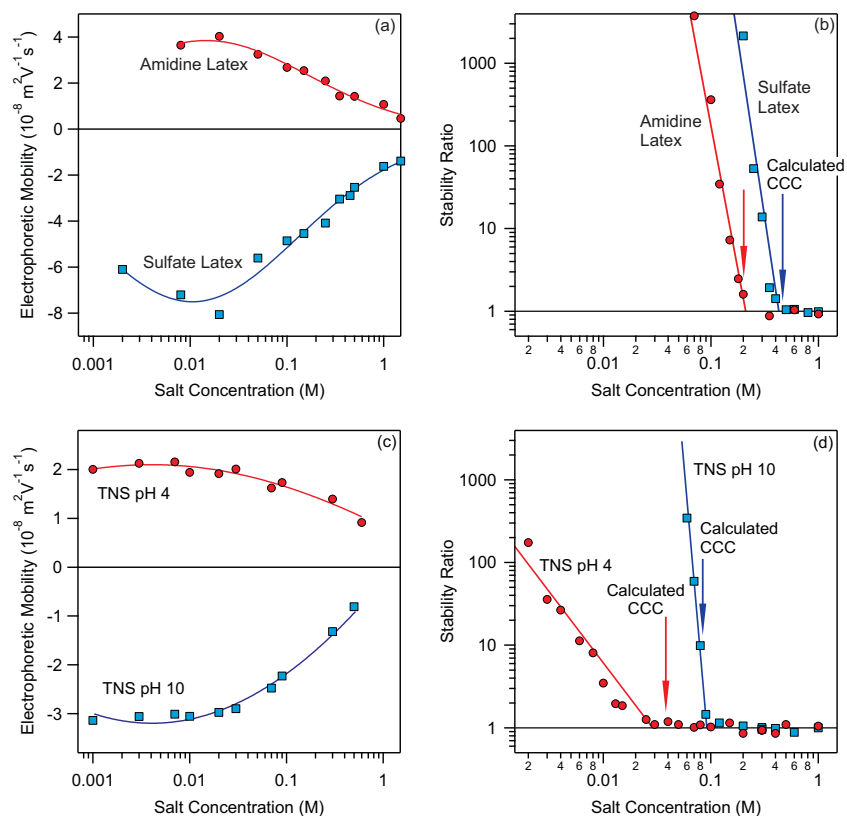 (a)
Electrophoretic Mobility (10⁻⁸ m²V⁻¹s⁻¹)
4
2
0
-2
-4
-6
-8
Amidine Latex
Sulfate Latex
0.001
0.01
0.1
1
Salt Concentration (M)
(b)
Stability Ratio
1000
100
10
1
Sulfate
Latex
Amidine
Latex
Calculated
CCC
2 4 6 8 2 4 6 8 2 4 6 8
0.01 0.1 1
Salt Concentration (M)
(c)
Electrophoretic Mobility (10⁻⁸ m²V⁻¹s⁻¹)
2
1
0
-1
-2
-3
TNS pH 4
TNS pH 10
0.001
0.01
0.1
1
Salt Concentration (M)
(d)
Stability Ratio
1000
100
10
1
TNS pH 10
Calculated
CCC
TNS pH 4
Calculated
CCC
2 4 6 8 2 4 6 8 2 4 6 8
0.01 0.1 1
Salt Concentration (M)